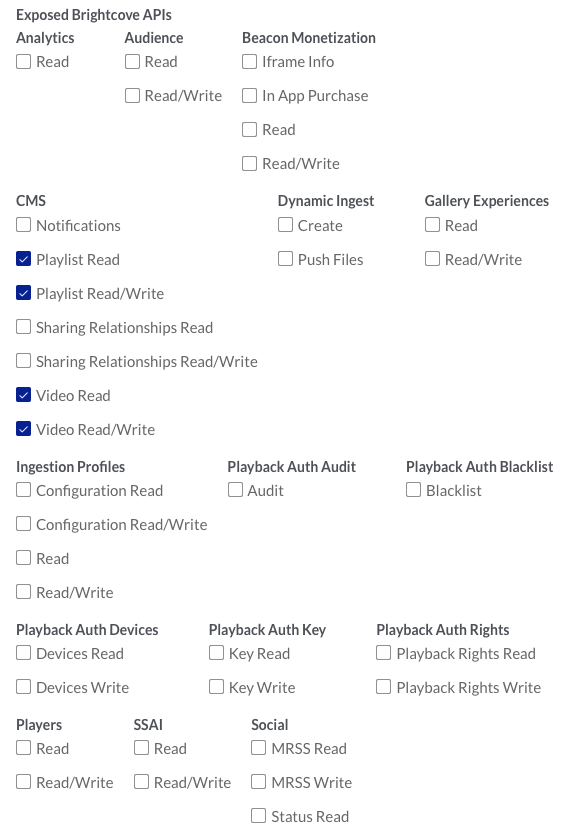 Exposed Brightcove APIs
Analytics Audience Beacon Monetization
Read Read Iframe Info
Read/Write In App Purchase
Read
Read/Write
CMS Dynamic Ingest Gallery Experiences
Notifications Create Read
Playlist Read Push Files Read/Write
Playlist Read/Write
Sharing Relationships Read
Sharing Relationships Read/Write
Video Read
Video Read/Write
Ingestion Profiles Playback Auth Audit Playback Auth Blacklist
Configuration Read Audit Blacklist
Configuration Read/Write
Read
Read/Write
Playback Auth Devices Playback Auth Key Playback Auth Rights
Devices Read Key Read Playback Rights Read
Devices Write Key Write Playback Rights Write
Players SSAI Social
Read Read MRSS Read
Read/Write Read/Write MRSS Write
Status Read